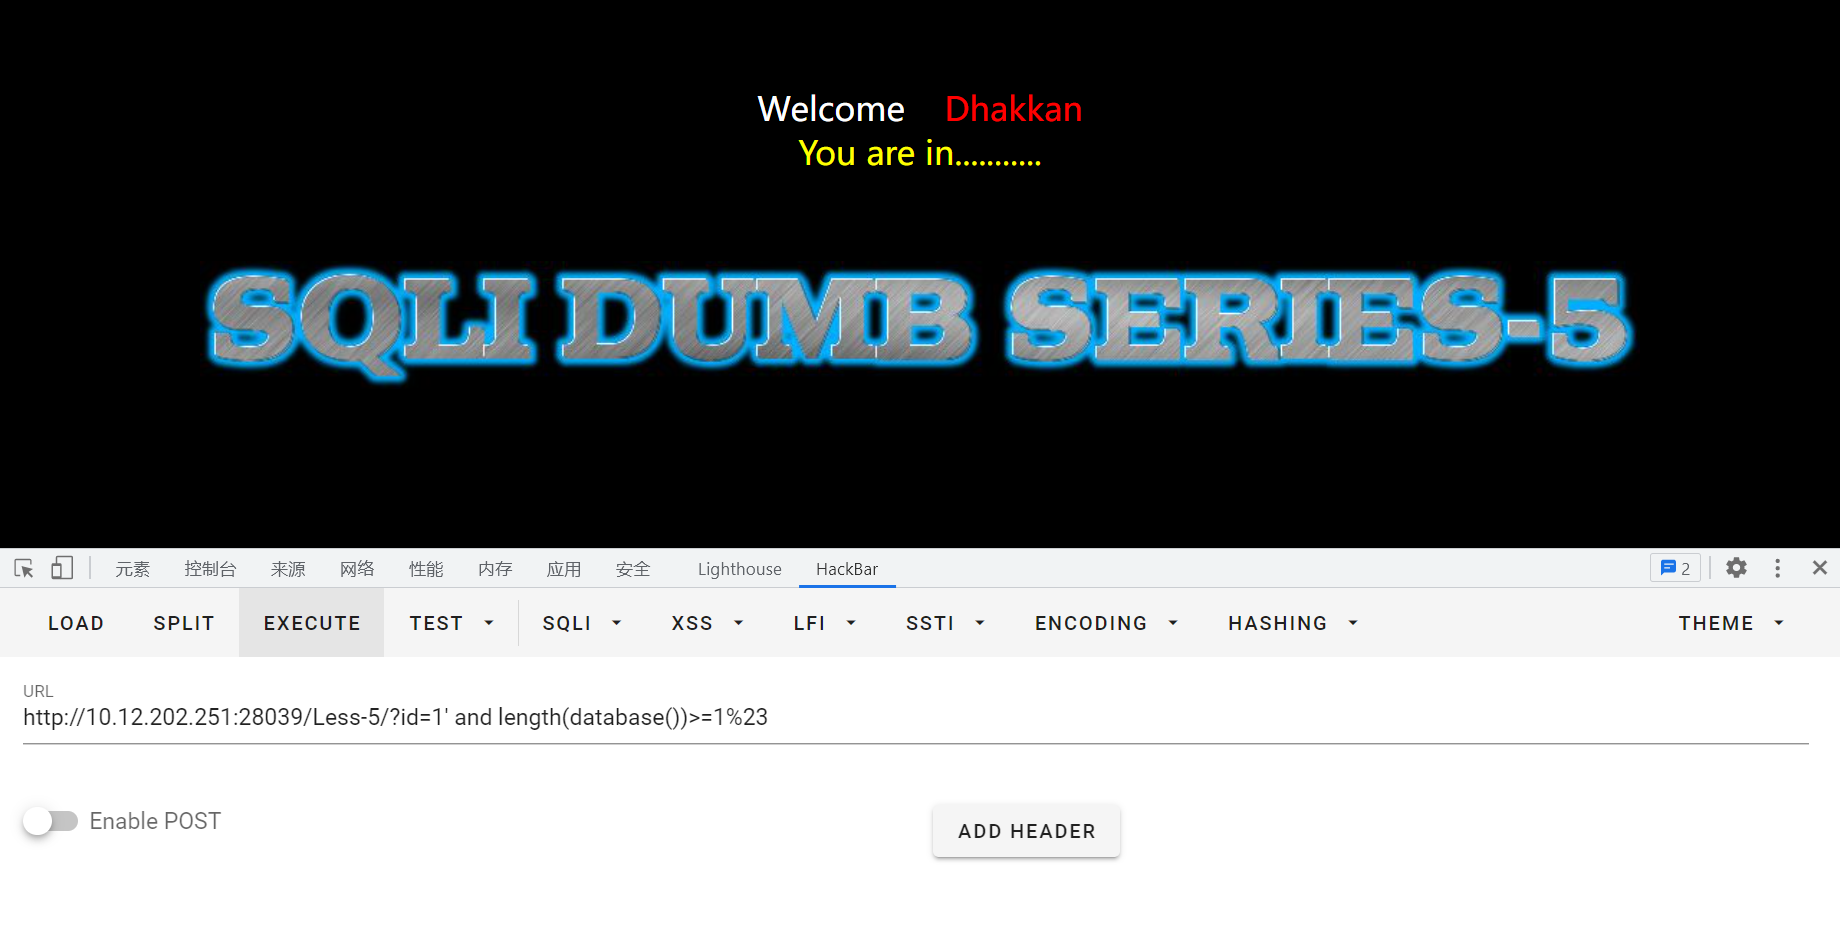 Welcome Dhakkan
You are in...........
SQLI DUMB SERIES-5
元素 控制台 来源 网络 性能 内存 应用 安全 Lighthouse HackBar 2
LOAD SPLIT EXECUTE TEST SQLI XSS LFI SSTI ENCODING HASHING THEME
URL
http://10.12.202.251:28039/Less-5/?id=1' and length(database())>=1%23
Enable POST ADD HEADER